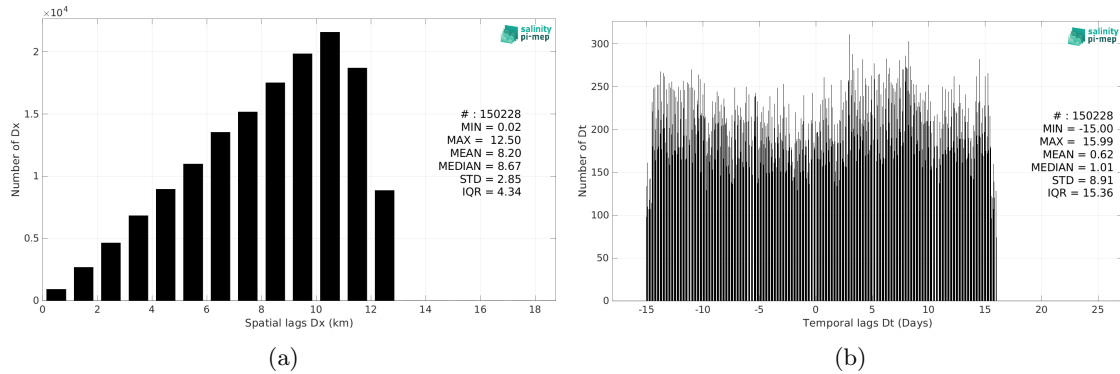 ×10⁴
2
1.5
1
0.5
0
Number of Dx
0 2 4 6 8 10 12 14 16 18
Spatial lags Dx (km)
salinity
pi-mep
# : 150228
MIN = 0.02
MAX = 12.50
MEAN = 8.20
MEDIAN = 8.67
STD = 2.85
IQR = 4.34
(a)
300
250
200
150
100
50
0
Number of Dt
-15 -10 -5 0 5 10 15 20 25
Temporal lags Dt (Days)
salinity
pi-mep
# : 150228
MIN = -15.00
MAX = 15.99
MEAN = 0.62
MEDIAN = 1.01
STD = 8.91
IQR = 15.36
(b)